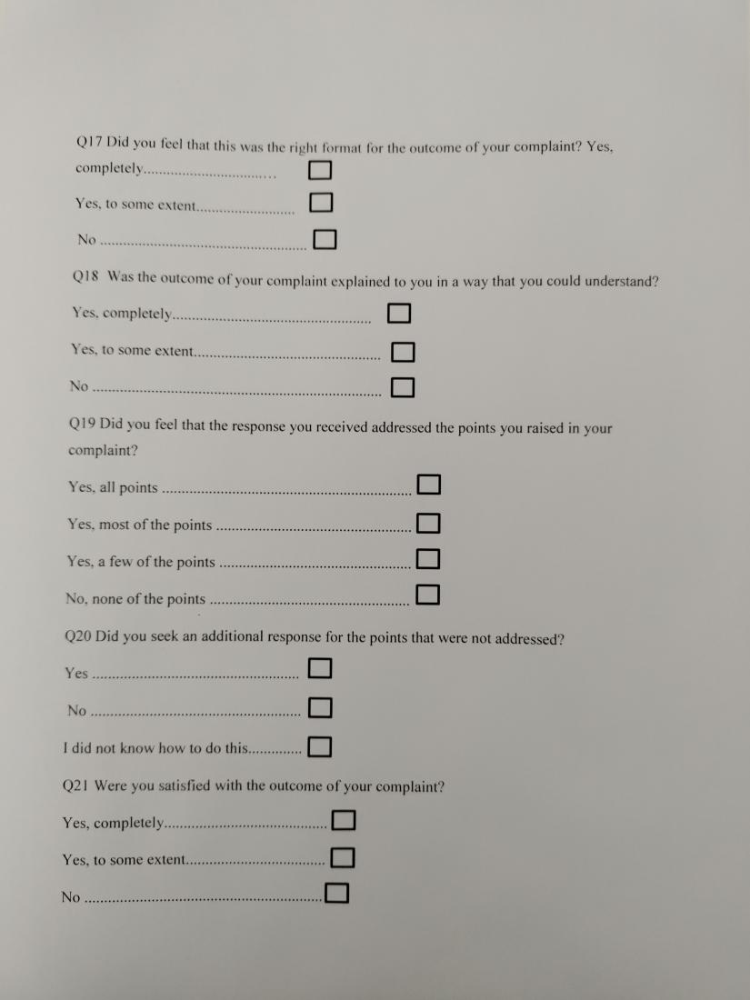 Q17 Did you feel that this was the right format for the outcome of your complaint? Yes,
completely.................................
Yes, to some extent........................
No ..................................................
Q18 Was the outcome of your complaint explained to you in a way that you could understand?
Yes, completely.................................................
Yes, to some extent..............................................
No .......................................................................
Q19 Did you feel that the response you received addressed the points you raised in your
complaint?
Yes, all points .............................................................
Yes, most of the points ................................................
Yes, a few of the points ...............................................
No, none of the points .................................................
Q20 Did you seek an additional response for the points that were not addressed?
Yes ...................................................
No ....................................................
I did not know how to do this.............
Q21 Were you satisfied with the outcome of your complaint?
Yes, completely........................................
Yes, to some extent..................................
No ..........................................................